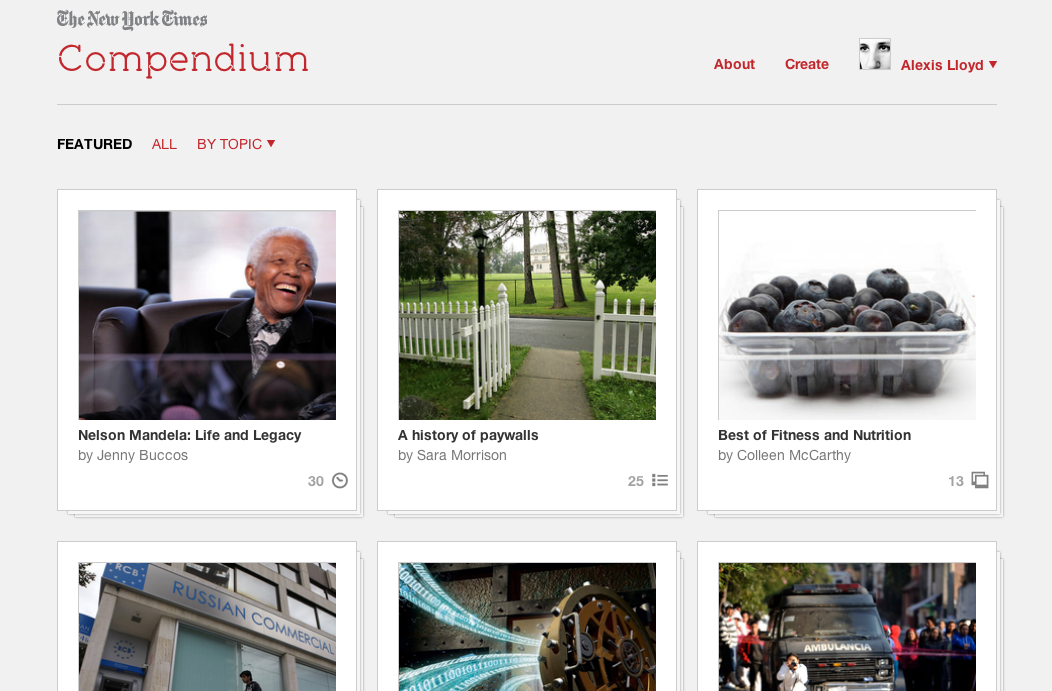 The New York Times
Compendium
About Create Alexis Lloyd
FEATURED ALL BY TOPIC
Nelson Mandela: Life and Legacy
by Jenny Buccos
30
A history of paywalls
by Sara Morrison
25
Best of Fitness and Nutrition
by Colleen McCarthy
13
RCB
RUSSIAN COMMERCIAL
RCB
AMBULANCIA